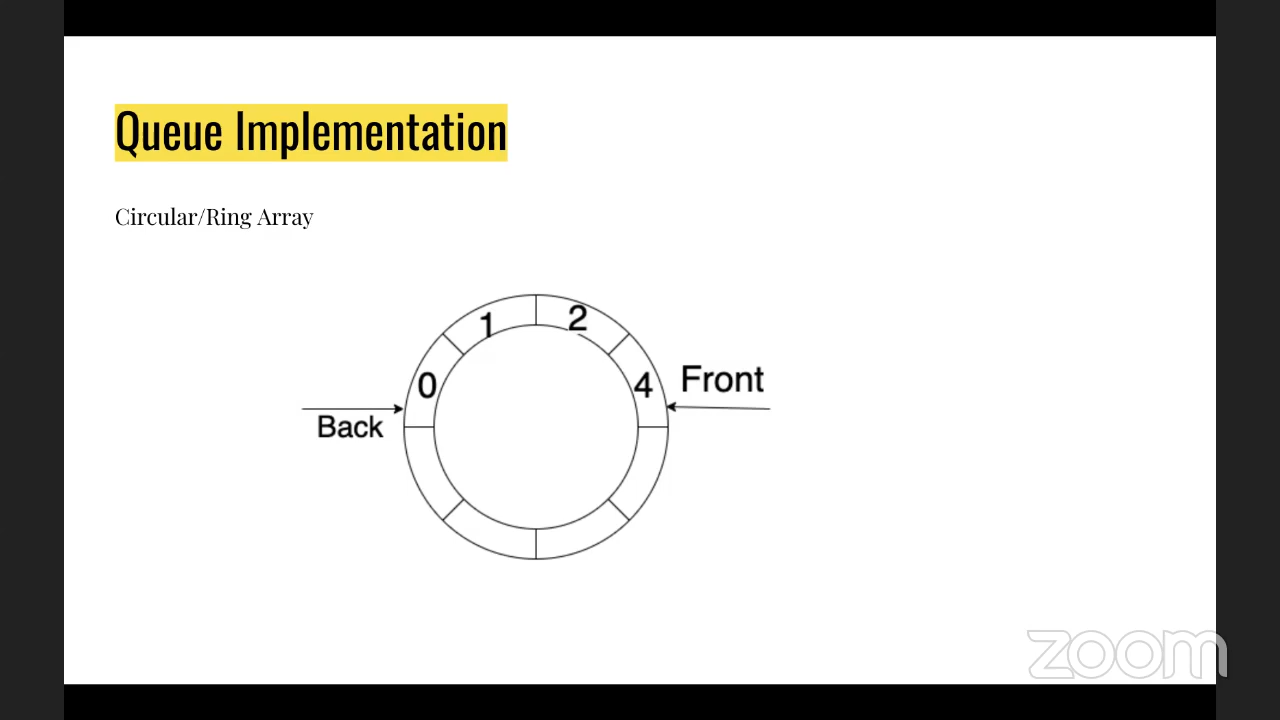 Queue Implementation
Circular/Ring Array
1
2
0
4
Front
Back
zoom